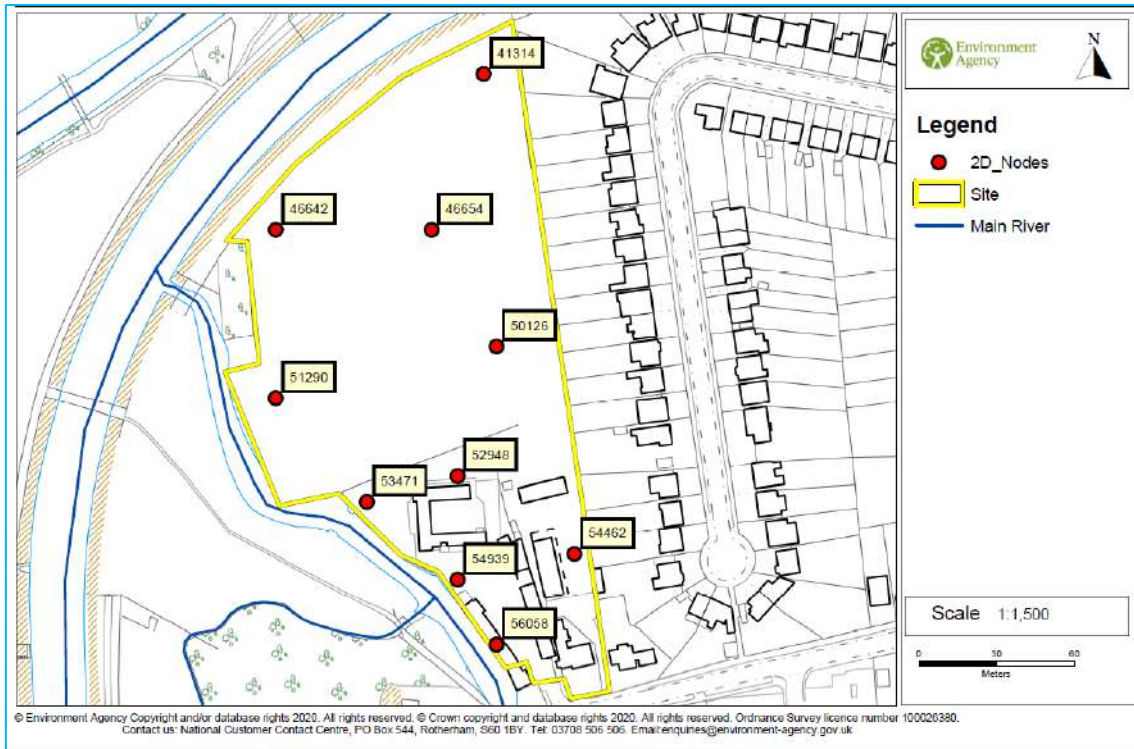 41314
46642
46654
50126
51290
52948
53471
54462
54939
56058
Environment
Agency
N
Legend
2D_Nodes
Site
Main River
Scale 1:1,500
0 30 60
Meters
© Environment Agency Copyright and/or database rights 2020. All rights reserved. © Crown copyright and database rights 2020. All rights reserved. Ordnance Survey licence number 100026380.
Contact us: National Customer Contact Centre, PO Box 544, Rotherham, S60 1BY. Tel: 03708 506 506. Email:enquiries@environment-agency.gov.uk